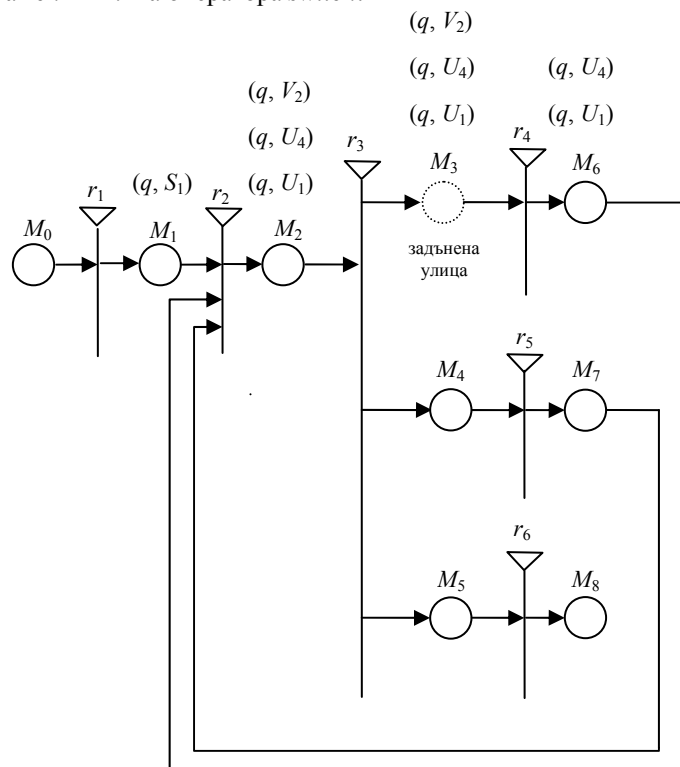 (q, V2)
(q, U4)
(q, U1)
(q, U4)
(q, U1)
(q, V2)
(q, U4)
(q, U1)
(q, S1)
r1
r2
r3
r4
M0
M1
M2
M3
M6
задънена
улица
r5
M4
M7
r6
M5
M8